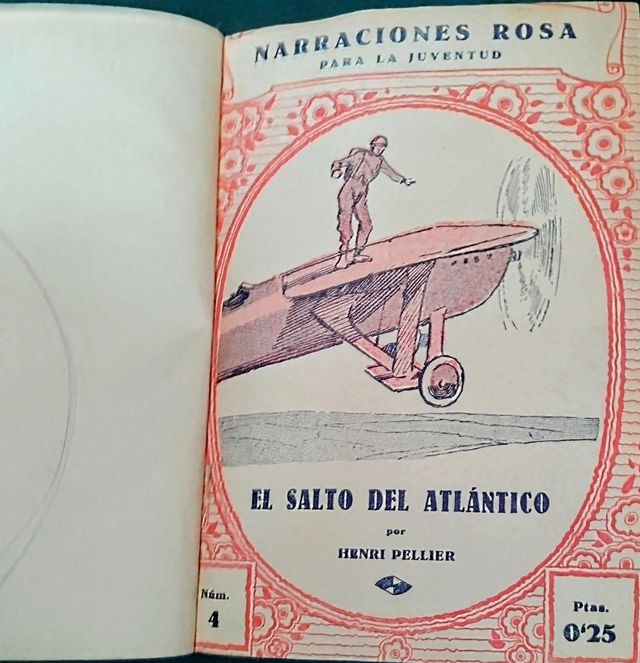 NARRACIONES ROSA
PARA LA JUVENTUD
EL SALTO DEL ATLÁNTICO
por
HENRI PELLIER
Núm.
4
Ptas.
0'25